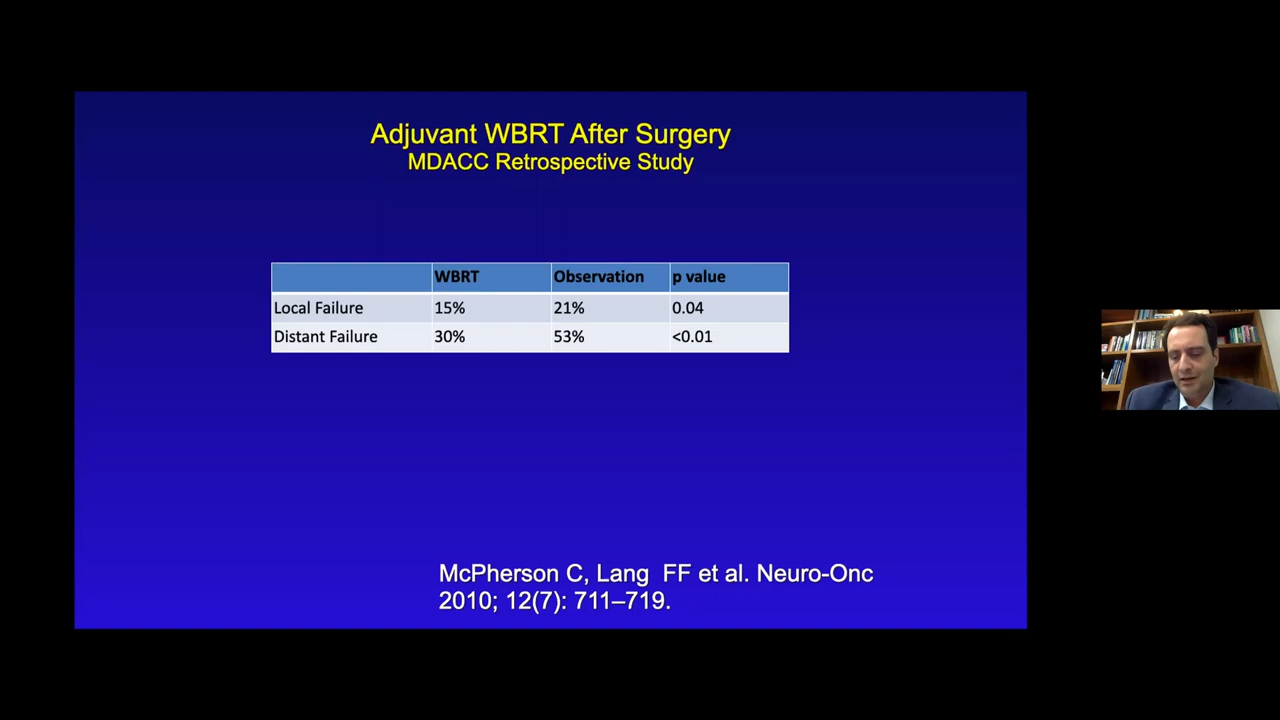 Adjuvant WBRT After Surgery
MDACC Retrospective Study
WBRT Observation p value
Local Failure 15% 21% 0.04
Distant Failure 30% 53% <0.01
McPherson C, Lang FF et al. Neuro-Onc
2010; 12(7): 711–719.